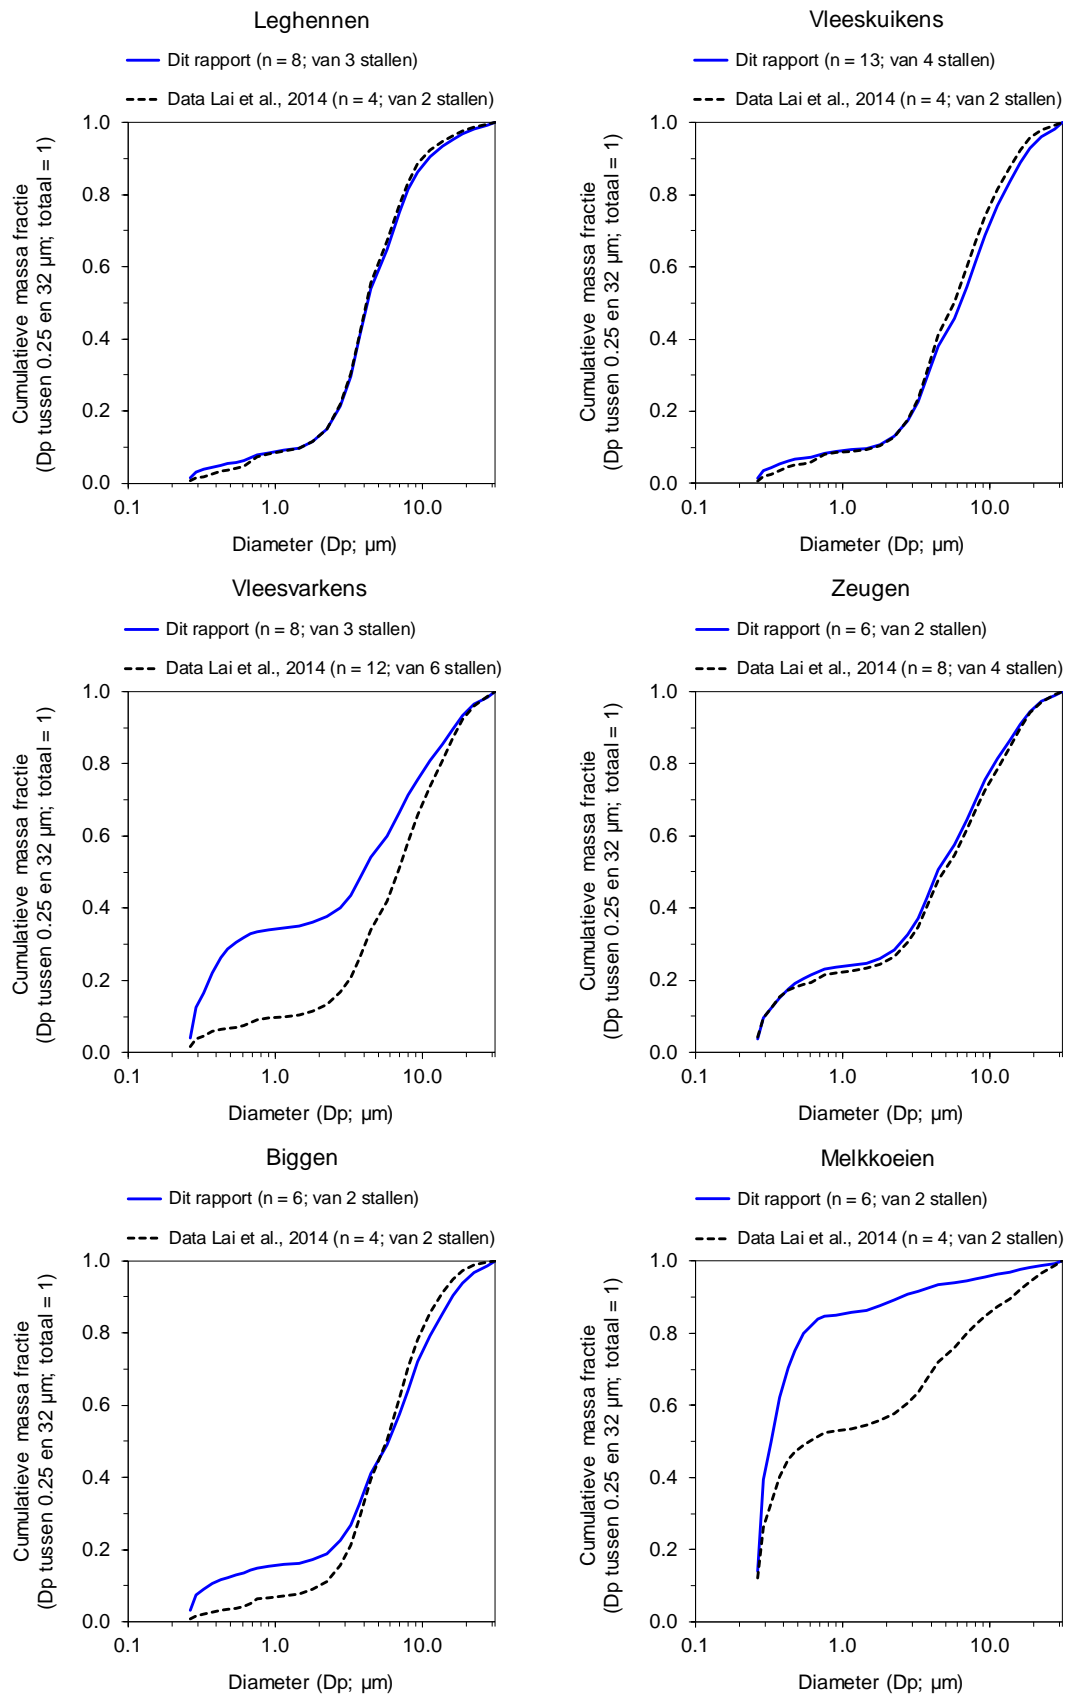 Leghennen
Dit rapport (n = 8; van 3 stallen)
Data Lai et al., 2014 (n = 4; van 2 stallen)
Cumulatieve massa fractie
(Dp tussen 0.25 en 32 µm; totaal = 1)
1.0
0.8
0.6
0.4
0.2
0.0
0.1
1.0
10.0
Diameter (Dp; µm)
Vleeskuikens
Dit rapport (n = 13; van 4 stallen)
Data Lai et al., 2014 (n = 4; van 2 stallen)
Cumulatieve massa fractie
(Dp tussen 0.25 en 32 µm; totaal = 1)
1.0
0.8
0.6
0.4
0.2
0.0
0.1
1.0
10.0
Diameter (Dp; µm)
Vleesvarkens
Dit rapport (n = 8; van 3 stallen)
Data Lai et al., 2014 (n = 12; van 6 stallen)
Cumulatieve massa fractie
(Dp tussen 0.25 en 32 µm; totaal = 1)
1.0
0.8
0.6
0.4
0.2
0.0
0.1
1.0
10.0
Diameter (Dp; µm)
Zeugen
Dit rapport (n = 6; van 2 stallen)
Data Lai et al., 2014 (n = 8; van 4 stallen)
Cumulatieve massa fractie
(Dp tussen 0.25 en 32 µm; totaal = 1)
1.0
0.8
0.6
0.4
0.2
0.0
0.1
1.0
10.0
Diameter (Dp; µm)
Biggen
Dit rapport (n = 6; van 2 stallen)
Data Lai et al., 2014 (n = 4; van 2 stallen)
Cumulatieve massa fractie
(Dp tussen 0.25 en 32 µm; totaal = 1)
1.0
0.8
0.6
0.4
0.2
0.0
0.1
1.0
10.0
Diameter (Dp; µm)
Melkkoeien
Dit rapport (n = 6; van 2 stallen)
Data Lai et al., 2014 (n = 4; van 2 stallen)
Cumulatieve massa fractie
(Dp tussen 0.25 en 32 µm; totaal = 1)
1.0
0.8
0.6
0.4
0.2
0.0
0.1
1.0
10.0
Diameter (Dp; µm)